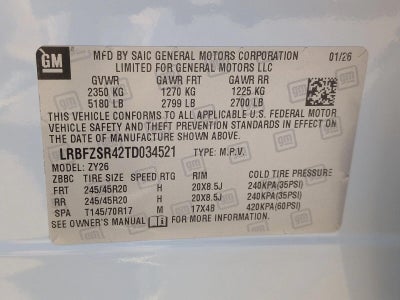 GM
MFD BY SAIC GENERAL MOTORS CORPORATION 01/26
LIMITED FOR GENERAL MOTORS LLC
GVWR GAWR FRT GAWR RR
2350 KG 1270 KG 1225 KG
5180 LB 2799 LB 2700 LB
THIS VEHICLE CONFORMS TO ALL APPLICABLE U.S. FEDERAL MOTOR
VEHICLE SAFETY AND THEFT PREVENTION STANDARDS IN EFFECT ON
THE DATE OF MANUFACTURE
LRBFZSR42TD034521 TYPE: M.P.V.
MODEL: ZY26
ZBBC TIRE SIZE SPEED RTG RIM COLD TIRE PRESSURE
FRT 245/45R20 H 20X8.5J 240KPA(35PSI)
RR 245/45R20 H 20X8.5J 240KPA(35PSI)
SPA T145/70R17 M 17X4B 420KPA(60PSI)
SEE OWNER'S MANUAL FOR MORE INFORMATION.